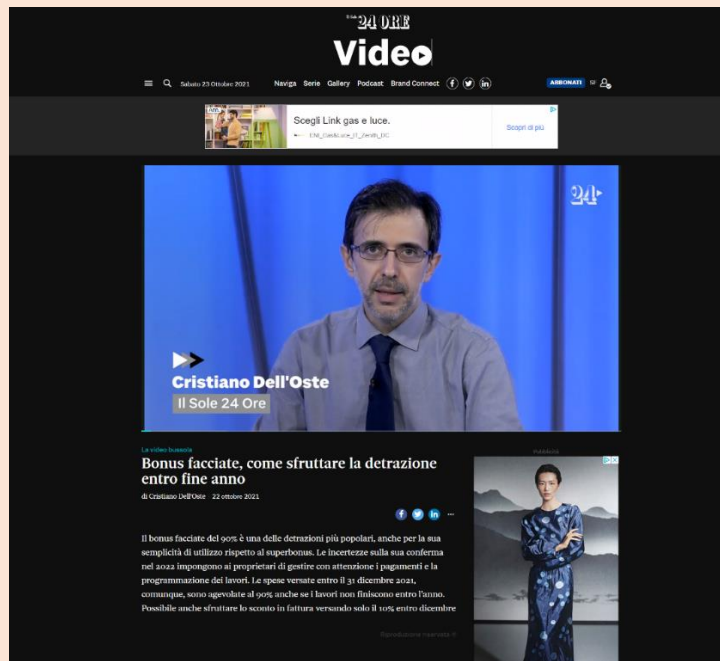 24 ORE
Video
Sabato 23 Ottobre 2021 Naviga Serie Gallery Podcast Brand Connect ABBONATI
Scegli Link gas e luce.
Scopri di più
24
Cristiano Dell'Oste
Il Sole 24 Ore
La video bussola
Bonus facciate, come sfruttare la detrazione
entro fine anno
di Cristiano Dell'Oste 22 ottobre 2021
Il bonus facciate del 90% è una delle detrazioni più popolari, anche per la sua
semplicità di utilizzo rispetto al superbonus. Le incertezze sulla sua conferma
nel 2022 impongono ai proprietari di gestire con attenzione i pagamenti e la
programmazione dei lavori. Le spese versate entro il 31 dicembre 2021,
comunque, sono agevolate al 90% anche se i lavori non finiscono entro l'anno.
Possibile anche sfruttare lo sconto in fattura versando solo il 10% entro dicembre
Riproduzione riservata ©
Pubblicità